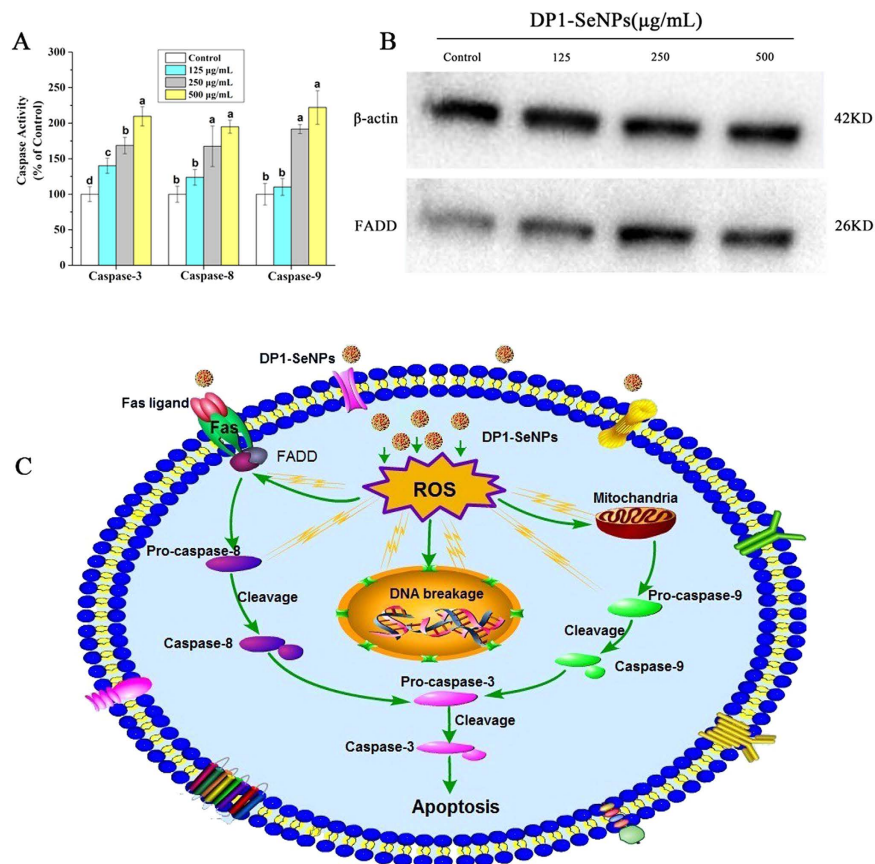 A
300
250
200
150
100
50
0
Caspase Activity
(% of Control)
Control
125 μg/mL
250 μg/mL
500 μg/mL
d
c
b
a
b
b
a
a
b
b
a
a
Caspase-3
Caspase-8
Caspase-9
B
DP1-SeNPs(μg/mL)
Control
125
250
500
β-actin
42KD
FADD
26KD
C
DP1-SeNPs
Fas ligand
Fas
FADD
DP1-SeNPs
ROS
Mitochandria
Pro-caspase-8
DNA breakage
Pro-caspase-9
Cleavage
Cleavage
Caspase-8
Caspase-9
Pro-caspase-3
Cleavage
Caspase-3
Apoptosis